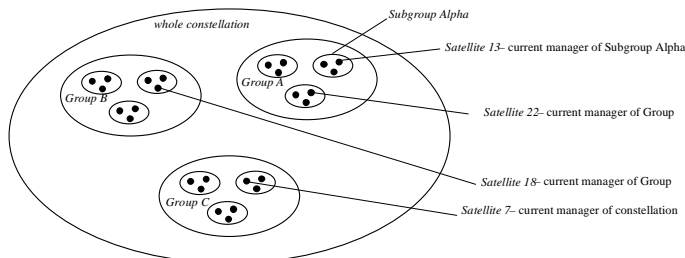 whole constellation
Subgroup Alpha
Satellite 13– current manager of Subgroup Alpha
Group A
Group B
Satellite 22– current manager of Group
Satellite 18– current manager of Group
Group C
Satellite 7– current manager of constellation